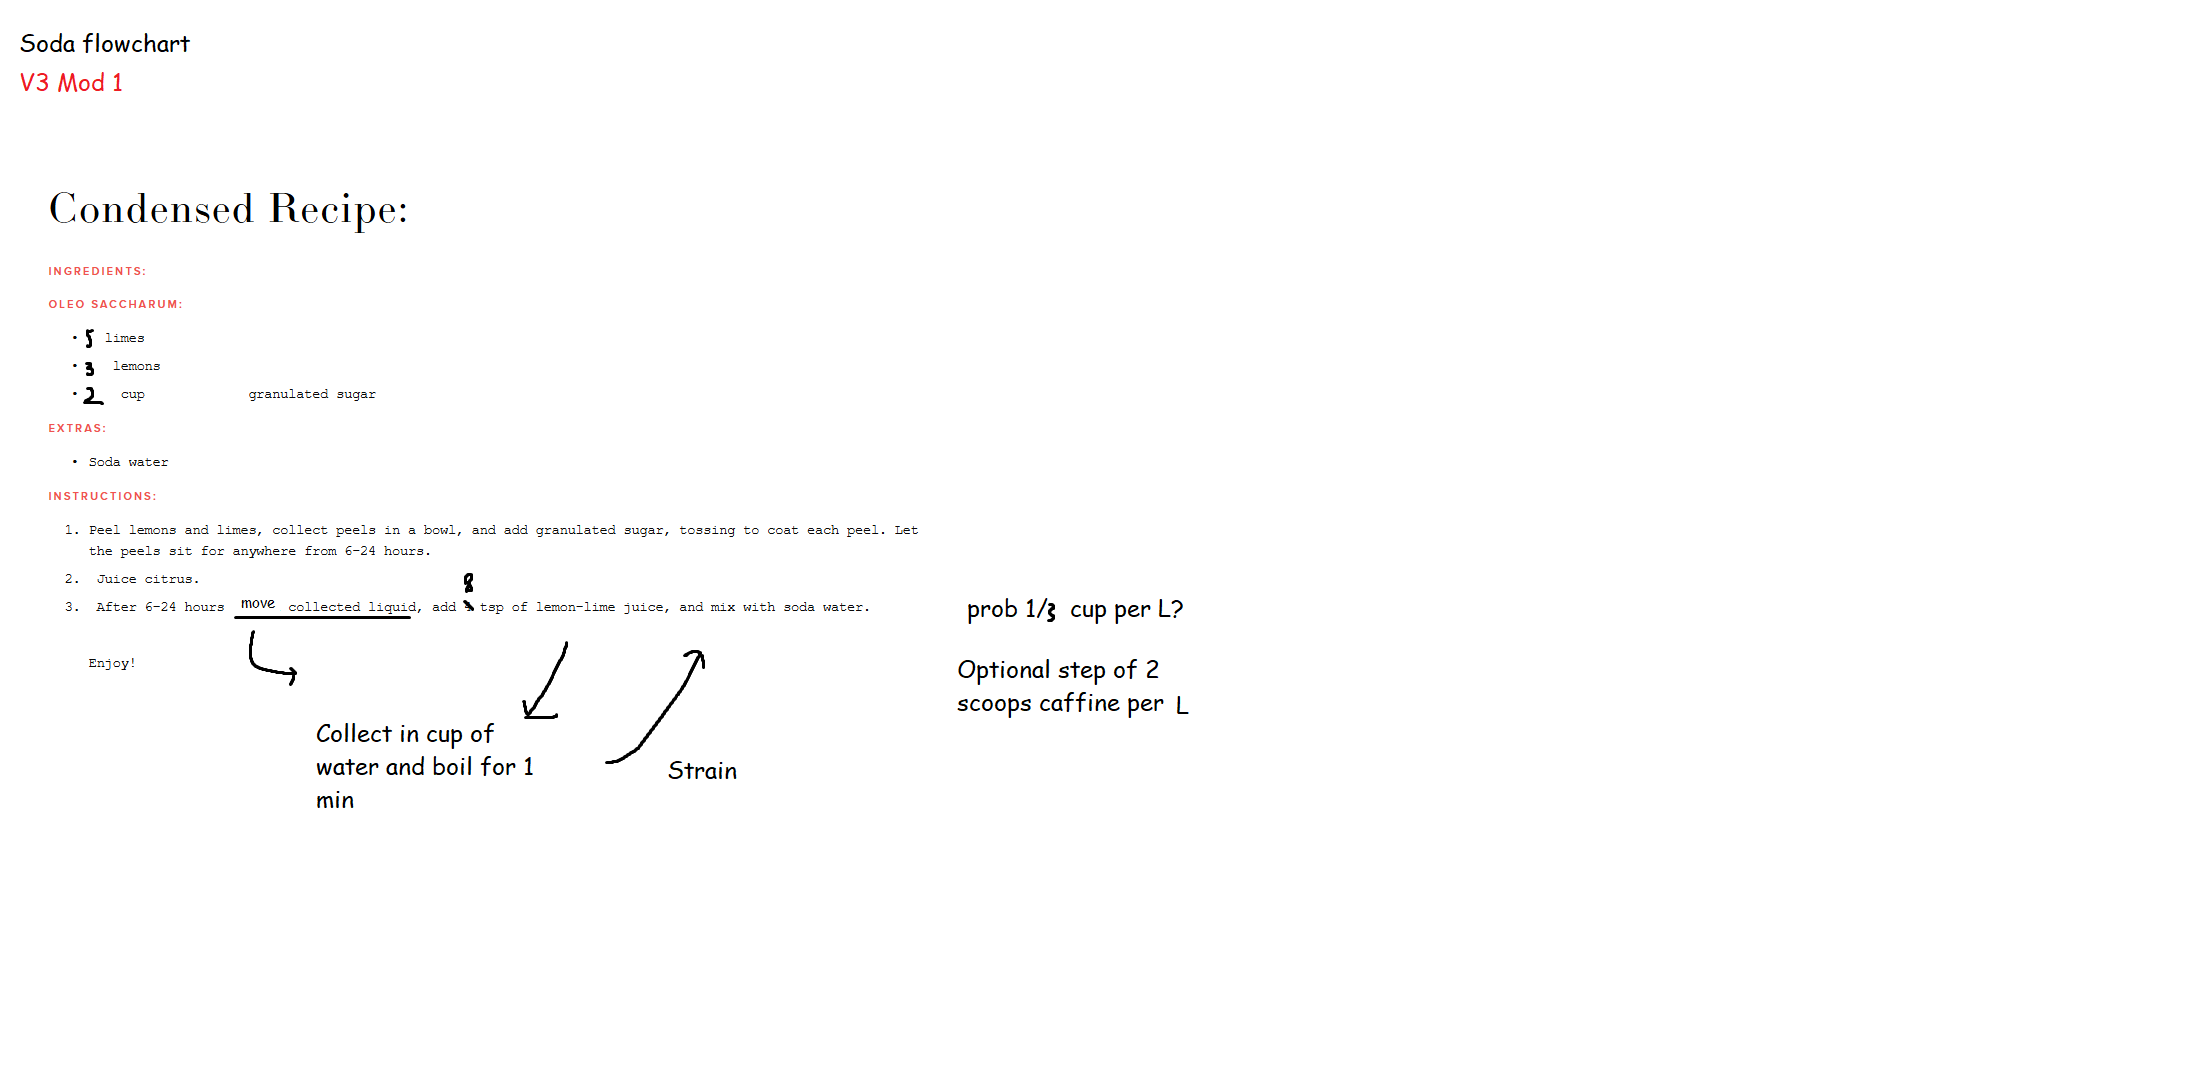 Soda flowchart
V3 Mod 1
Condensed Recipe:
INGREDIENTS:
OLEO SACCHARUM:
• 5 limes
• 3 lemons
• 2 cup granulated sugar
EXTRAS:
• Soda water
INSTRUCTIONS:
1. Peel lemons and limes, collect peels in a bowl, and add granulated sugar, tossing to coat each peel. Let
the peels sit for anywhere from 6-24 hours.
2. Juice citrus.
8
3. After 6-24 hours move collected liquid, add tsp of lemon-lime juice, and mix with soda water.
prob 1/3 cup per L?
Enjoy!
Optional step of 2
scoops caffine per L
Collect in cup of
water and boil for 1
min
Strain